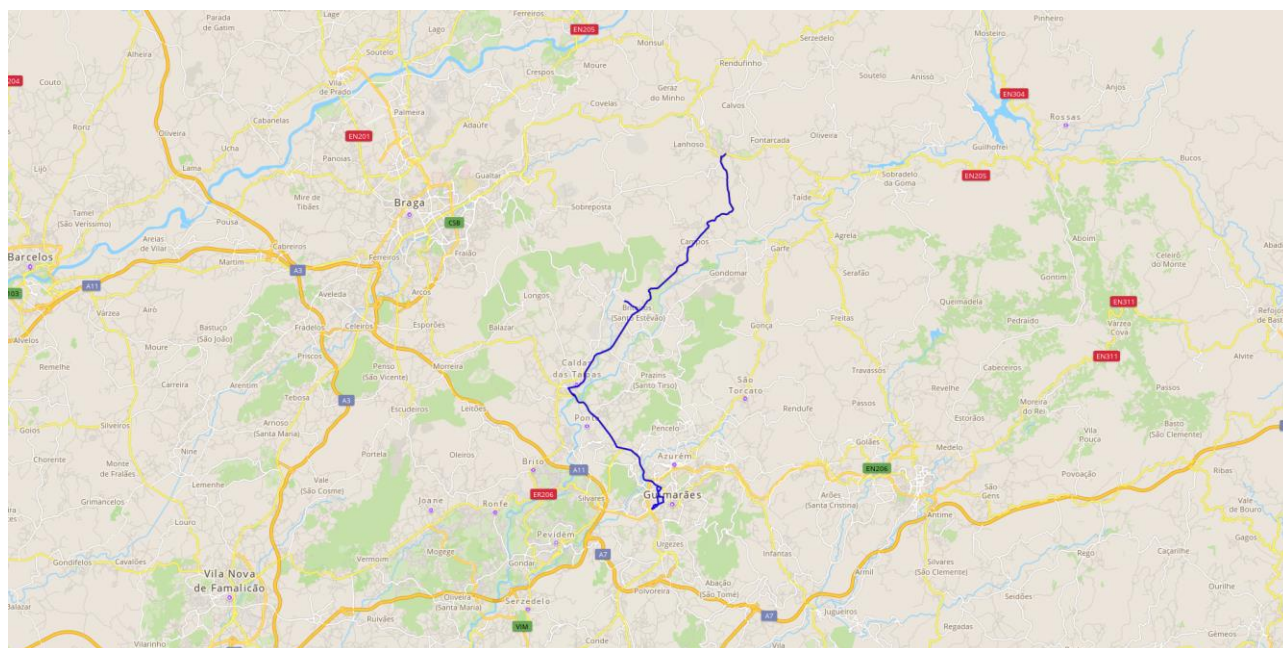 Parada
de Gatim
Lage
Lago
Ferreiros
EN205
Monsul
Serzedelo
Mosteiro
Pinheiro
Alheira
Soutelo
Moure
Rendufinho
Couto
Vila
de Prado
Crespos
Geraz
do Minho
Soutelo
Anissó
EN304
Anjos
Roriz
Cabanelas
Palmeira
Covelas
Calvos
Rossas
Oliveira
EN201
Adaúfe
Ucha
Panoias
Lanhoso
Fontarcada
Oliveira
Guilhofrei
Bucos
Lijó
Lama
Gualtar
Sobradelo
da Goma
EN205
Mire de
Tibães
Braga
Sobreposta
Taíde
Tamel
(São Veríssimo)
Pousa
CSB
Areias
de Vilar
Cabreiros
Ferreiros
Fraião
Campos
Garfe
Agrela
Aboim
Barcelos
Martim
A3
Gondomar
Serafão
Celeiró
do Monte
A11
Aveleda
Arcos
Longos
Gontim
Várzea
Airó
Bastuço
(São João)
Fradelos
Celeirós
Esporões
Balazar
(Santo Estêvão)
Gonça
Freitas
Queimadela
Pedraído
EN311
Várzea
Cova
Alvelos
Moure
Priscos
Remelhe
Penso
(São Vicente)
Morreira
Caldas
das Taipas
Prazins
(Santo Tirso)
São
Torcato
Travassos
Cabeceiros
EN311
Alvite
Carreira
Arentim
Tebosa
A3
Escudeiros
Leitões
Revelhe
Passos
Goios
Silveiros
Arnoso
(Santa Maria)
Rendufe
Passos
Estorãos
Moreira
do Rei
Basto
(São Clemente)
Chorente
Monte
de Fralães
Nine
Portela
Oleiros
Pencelo
Golães
Medelo
Vila
Pouça
Briso
Azurém
EN206
Povoação
Ribas
Grimancelos
Lemenhe
Vale
(São Cosme)
A11
ER206
Joane
Ronfe
Silvares
Guimarães
Arões
(Santa Cristina)
São
Gens
Vale
de Bouro
Louro
Antime
Gondifelos
Cavalões
Vermoim
Mogege
Pevidém
Gondar
A7
Urgezes
Infantas
Silvares
(São Clemente)
Rego
Caçarilhe
Gagos
Vila Nova
de Famalicão
Abação
(São Tomé)
Armil
Ourilhe
Balazar
Oliveira
(Santa Maria)
Serzedelo
Polvoreira
Seidões
Ruivães
A7
Jugueiros
VIM
Regadas
Vilarinho
Conde
Vila
Gémeos